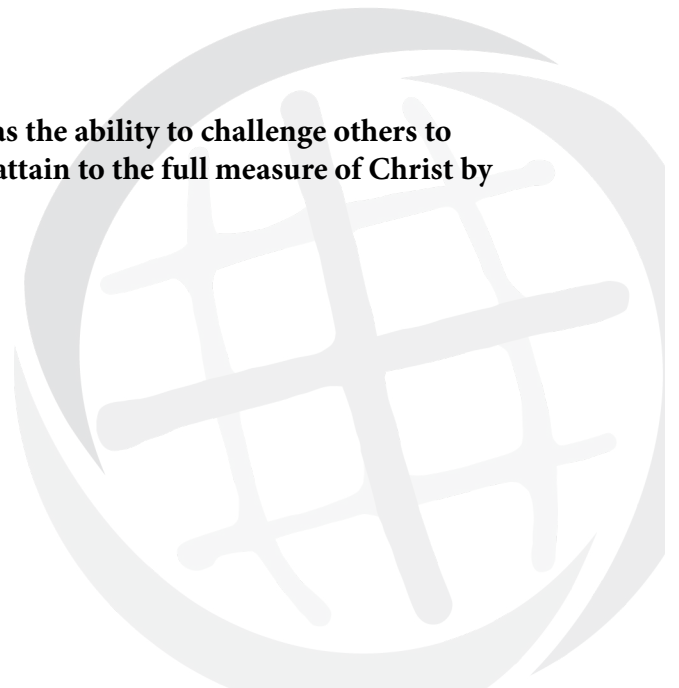 as the ability to challenge others to
attain to the full measure of Christ by